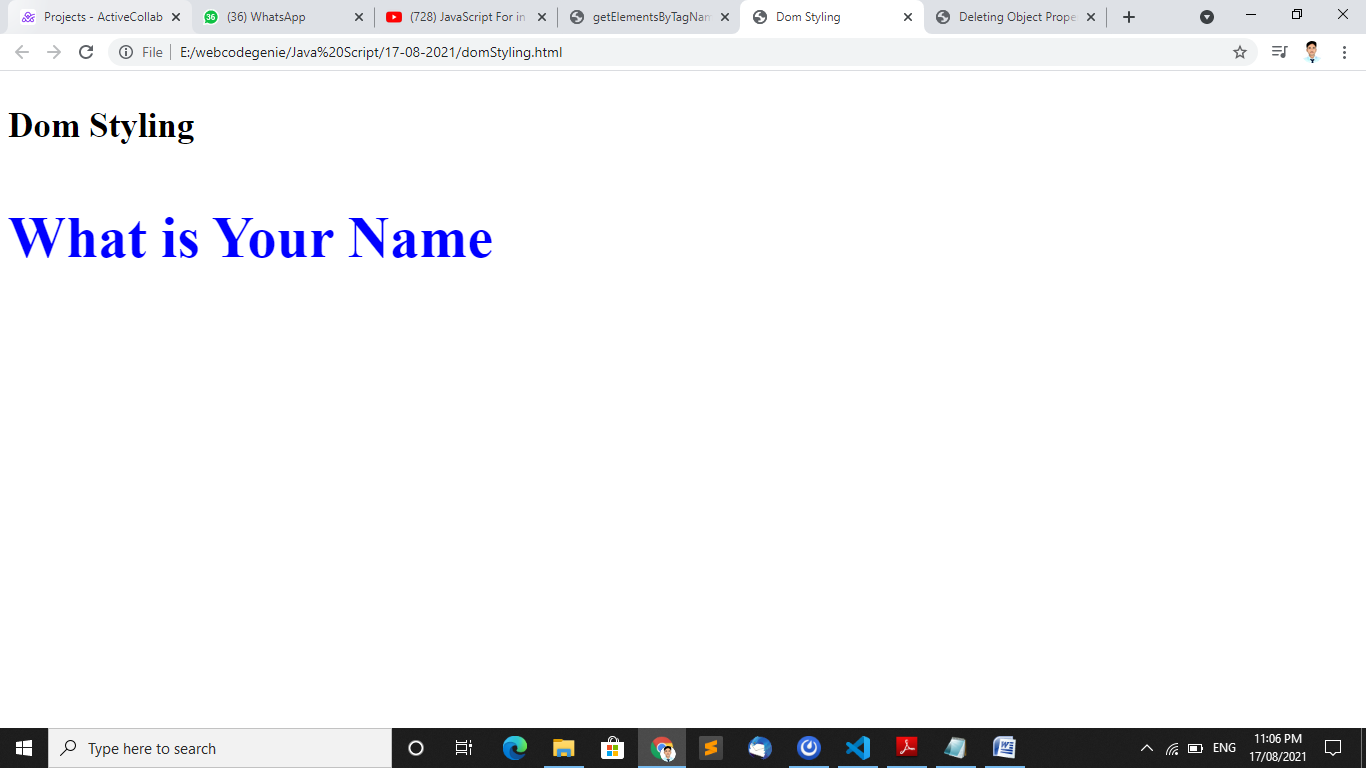 Projects - ActiveCollab
36 (36) WhatsApp
(728) JavaScript For in
getElementsByTagNam
Dom Styling
Deleting Object Prope
File
E:/webcodegenie/Java%20Script/17-08-2021/domStyling.html
Dom Styling
What is Your Name
Type here to search
ENG
11:06 PM
17/08/2021